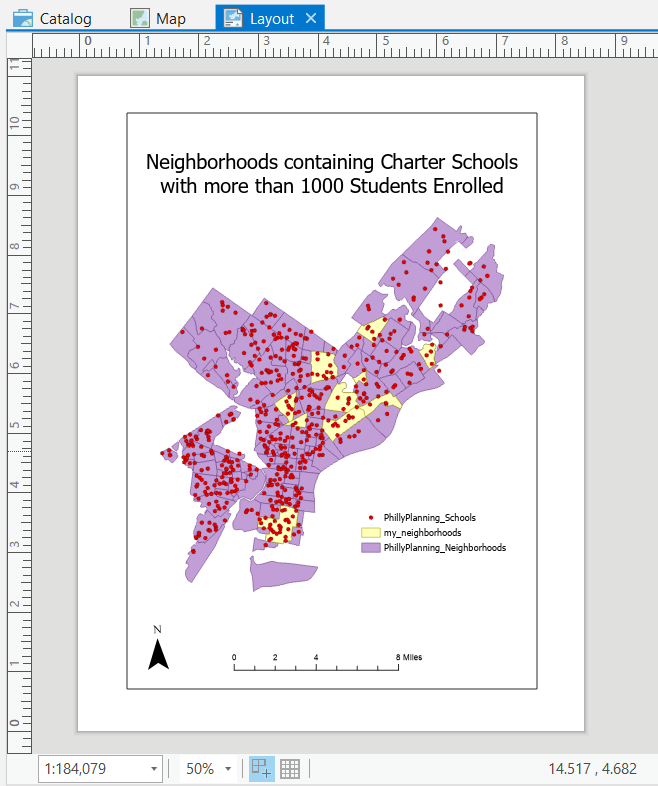 Catalog Map Layout
0 1 2 3 4 5 6 7 8 9
11
10
9
8
7
6
5
4
3
2
1
0
Neighborhoods containing Charter Schools
with more than 1000 Students Enrolled
PhillyPlanning_Schools
my_neighborhoods
PhillyPlanning_Neighborhoods
N
0 2 4 8 Miles
1:184,079 50% 14.517 , 4.682